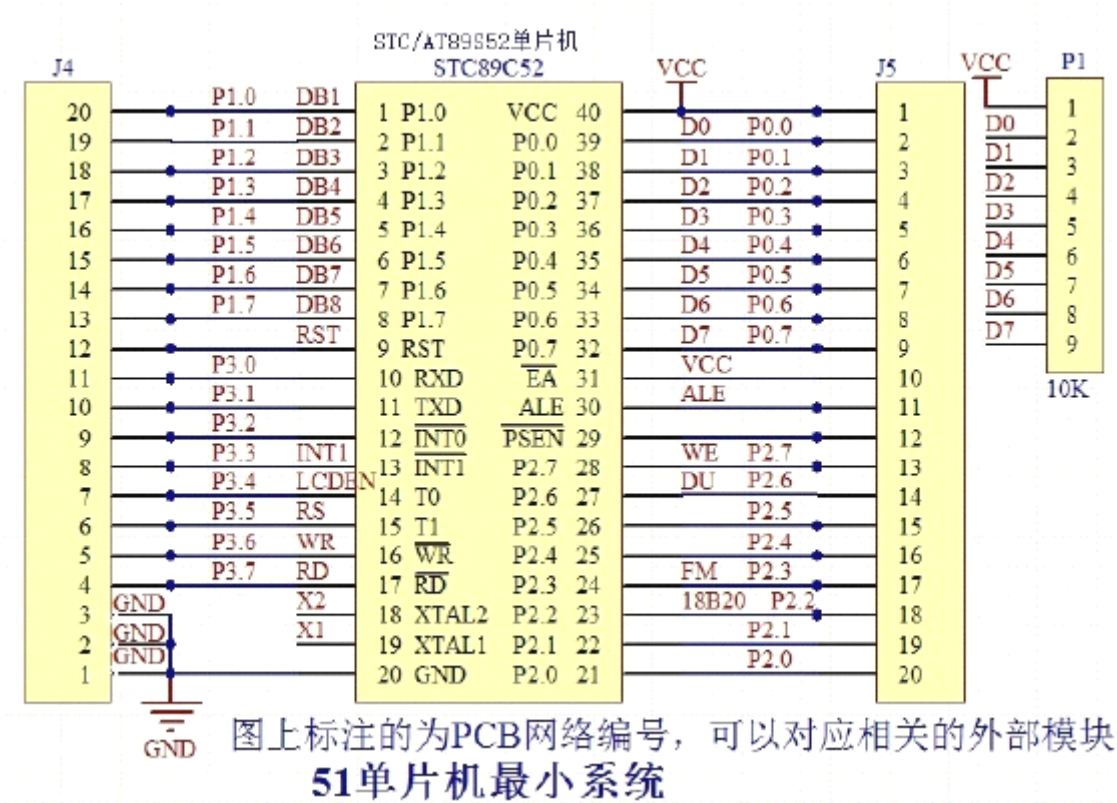 STC/AT89S52单片机
J4 STC89C52 VCC J5 VCC P1
20 P1.0 DB1 1 P1.0 VCC 40 1 1
19 P1.1 DB2 2 P1.1 P0.0 39 D0 P0.0 2 D0 2
18 P1.2 DB3 3 P1.2 P0.1 38 D1 P0.1 3 D1 3
17 P1.3 DB4 4 P1.3 P0.2 37 D2 P0.2 4 D2 4
16 P1.4 DB5 5 P1.4 P0.3 36 D3 P0.3 5 D3 5
15 P1.5 DB6 6 P1.5 P0.4 35 D4 P0.4 6 D4 6
14 P1.6 DB7 7 P1.6 P0.5 34 D5 P0.5 7 D5 7
13 P1.7 DB8 8 P1.7 P0.6 33 D6 P0.6 8 D6 8
12 RST 9 RST P0.7 32 D7 P0.7 9 D7 9
11 P3.0 10 RXD EA 31 VCC 10 10K
10 P3.1 11 TXD ALE 30 ALE 11
9 P3.2 12 INT0 PSEN 29 12
8 P3.3 INT1 13 INT1 P2.7 28 WE P2.7 13
7 P3.4 LCDEN 14 T0 P2.6 27 DU P2.6 14
6 P3.5 RS 15 T1 P2.5 26 P2.5 15
5 P3.6 WR 16 WR P2.4 25 P2.4 16
4 P3.7 RD 17 RD P2.3 24 FM P2.3 17
3 GND X2 18 XTAL2 P2.2 23 18B20 P2.2 18
2 GND X1 19 XTAL1 P2.1 22 P2.1 19
1 GND 20 GND P2.0 21 P2.0 20
GND
图上标注的为PCB网络编号，可以对应相关的外部模块
51单片机最小系统